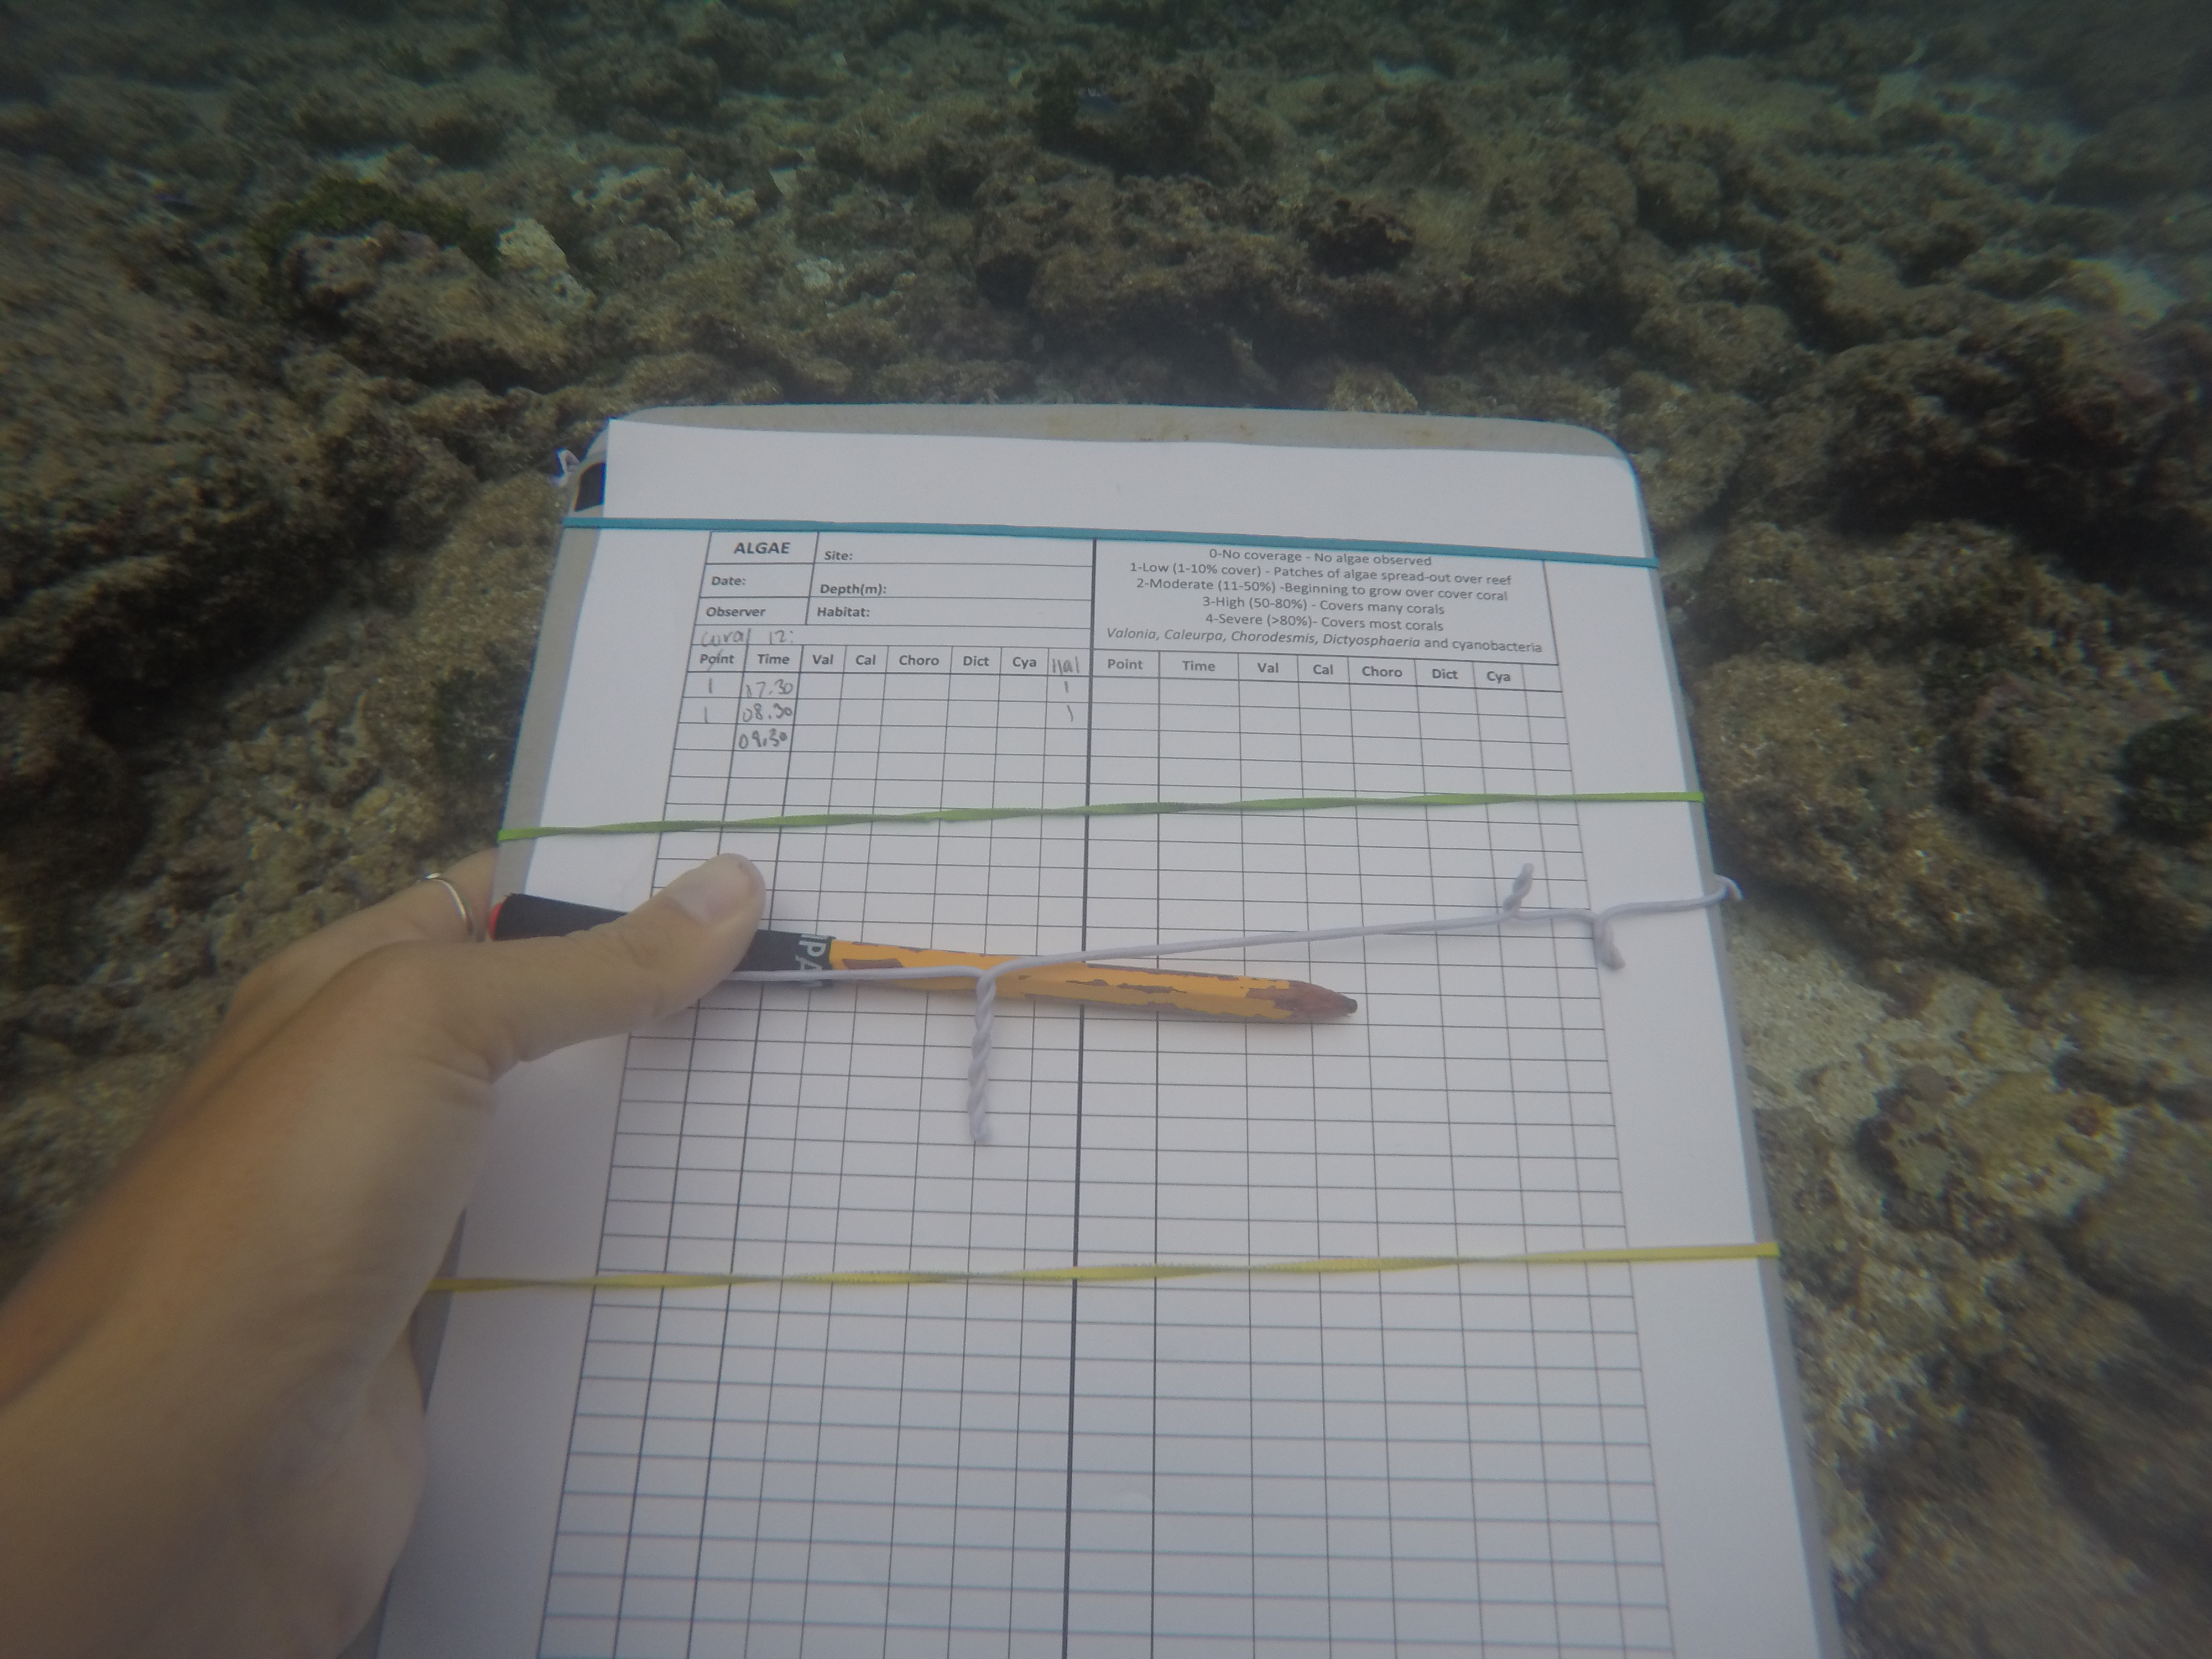 ALGAE Site:
Date: Depth(m):
Observer Habitat:
coral 12:
Point Time Val Cal Choro Dict Cya Hal
1 07.30 1
1 08.30 1
09.30
0-No coverage - No algae observed
1-Low (1-10% cover) - Patches of algae spread-out over reef
2-Moderate (11-50%) -Beginning to grow over cover coral
3-High (50-80%) - Covers many corals
4-Severe (>80%)- Covers most corals
Valonia, Caleurpa, Chorodesmis, Dictyosphaeria and cyanobacteria
Point Time Val Cal Choro Dict Cya